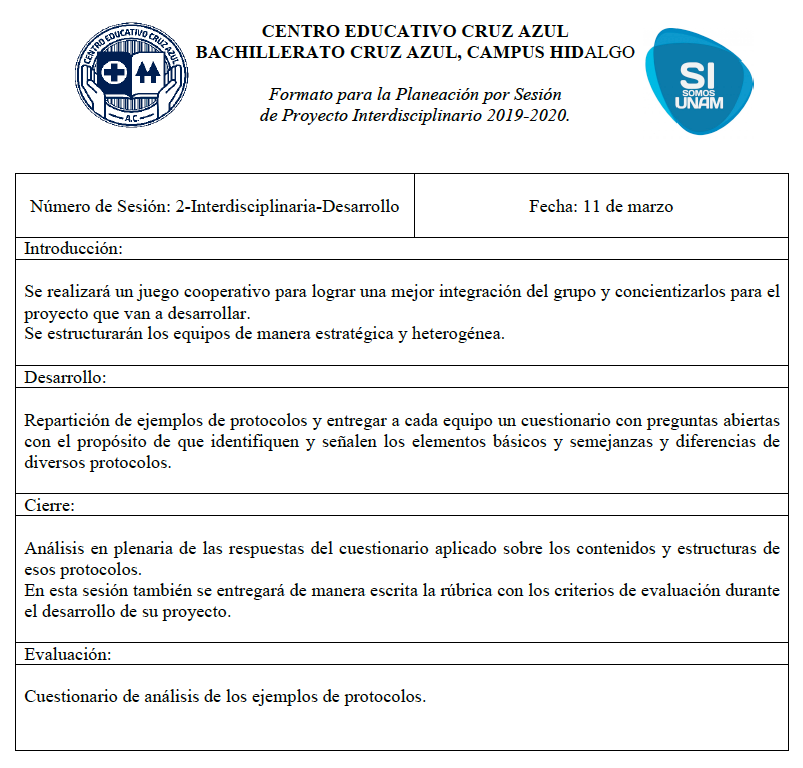 CENTRO EDUCATIVO CRUZ AZUL
BACHILLERATO CRUZ AZUL, CAMPUS HIDALGO
Formato para la Planeación por Sesión
de Proyecto Interdisciplinario 2019-2020.
CENTRO EDUCATIVO CRUZ AZUL
A.C.
SI
SOMOS
UNAM
Número de Sesión: 2-Interdisciplinaria-Desarrollo
Fecha: 11 de marzo
Introducción:
Se realizará un juego cooperativo para lograr una mejor integración del grupo y concientizarlos para el
proyecto que van a desarrollar.
Se estructurarán los equipos de manera estratégica y heterogénea.
Desarrollo:
Repartición de ejemplos de protocolos y entregar a cada equipo un cuestionario con preguntas abiertas
con el propósito de que identifiquen y señalen los elementos básicos y semejanzas y diferencias de
diversos protocolos.
Cierre:
Análisis en plenaria de las respuestas del cuestionario aplicado sobre los contenidos y estructuras de
esos protocolos.
En esta sesión también se entregará de manera escrita la rúbrica con los criterios de evaluación durante
el desarrollo de su proyecto.
Evaluación:
Cuestionario de análisis de los ejemplos de protocolos.